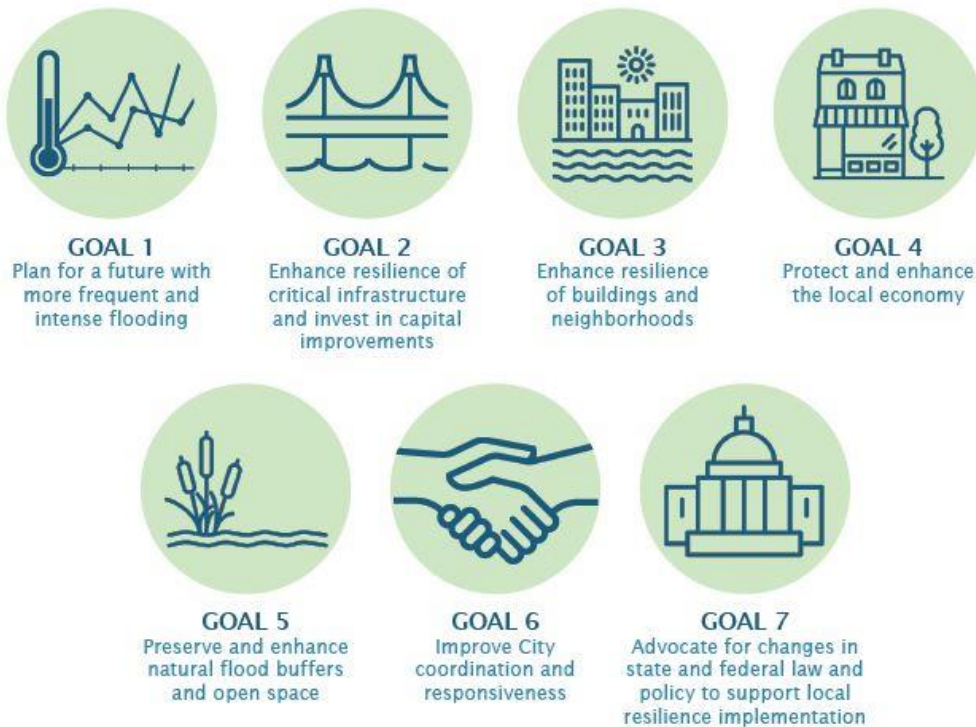 GOAL 1
Plan for a future with
more frequent and
intense flooding
GOAL 2
Enhance resilience of
critical infrastructure
and invest in capital
improvements
GOAL 3
Enhance resilience
of buildings and
neighborhoods
GOAL 4
Protect and enhance
the local economy
GOAL 5
Preserve and enhance
natural flood buffers
and open space
GOAL 6
Improve City
coordination and
responsiveness
GOAL 7
Advocate for changes in
state and federal law and
policy to support local
resilience implementation